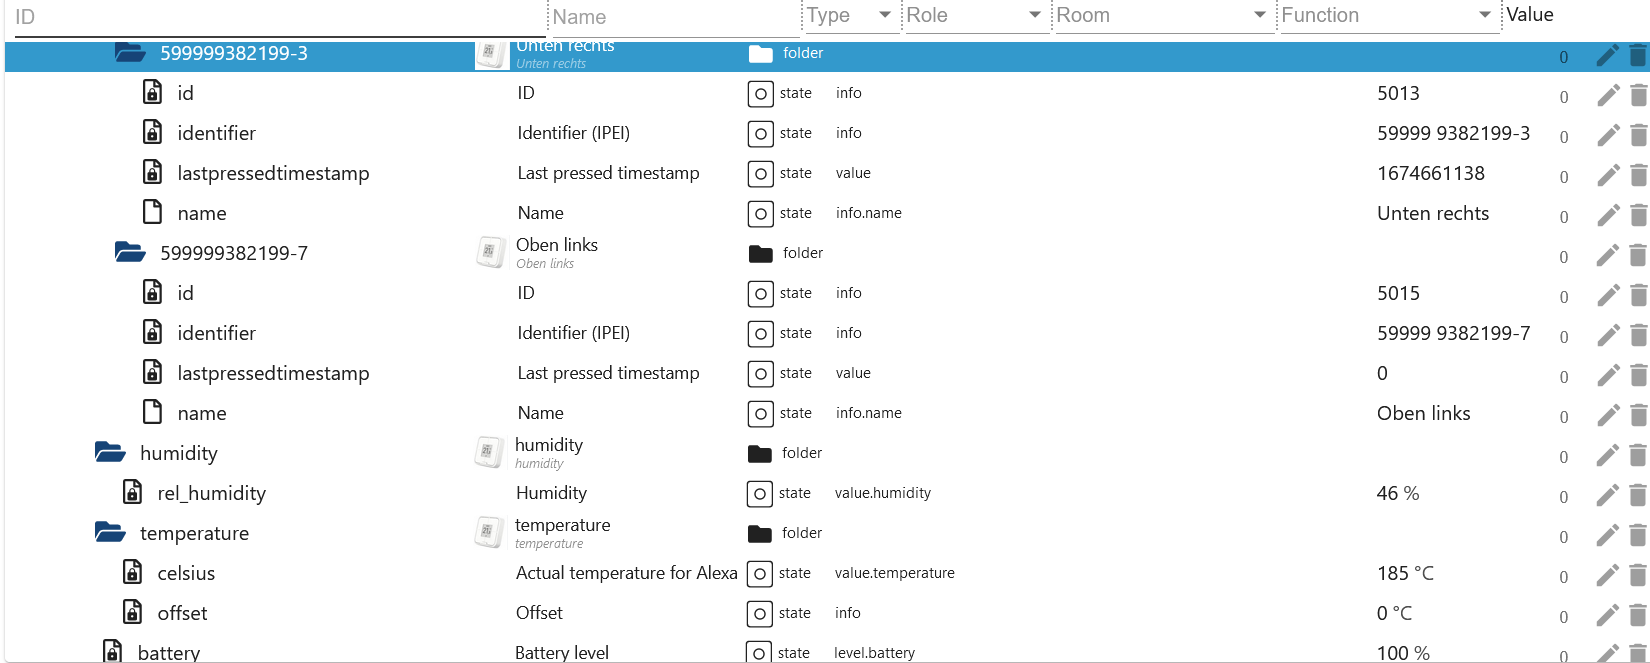 ID Name Type Role Room Function Value
599999382199-3 Unten rechts folder 0
Unten rechts
id ID state info 5013 0
identifier Identifier (IPEI) state info 59999 9382199-3 0
lastpressedtimestamp Last pressed timestamp state value 1674661138 0
name Name state info.name Unten rechts 0
599999382199-7 Oben links folder 0
Oben links
id ID state info 5015 0
identifier Identifier (IPEI) state info 59999 9382199-7 0
lastpressedtimestamp Last pressed timestamp state value 0 0
name Name state info.name Oben links 0
humidity humidity folder 0
humidity
rel_humidity Humidity state value.humidity 46 % 0
temperature temperature folder 0
temperature
celsius Actual temperature for Alexa state value.temperature 185 °C 0
offset Offset state info 0 °C 0
battery Battery level state level.battery 100 % 0